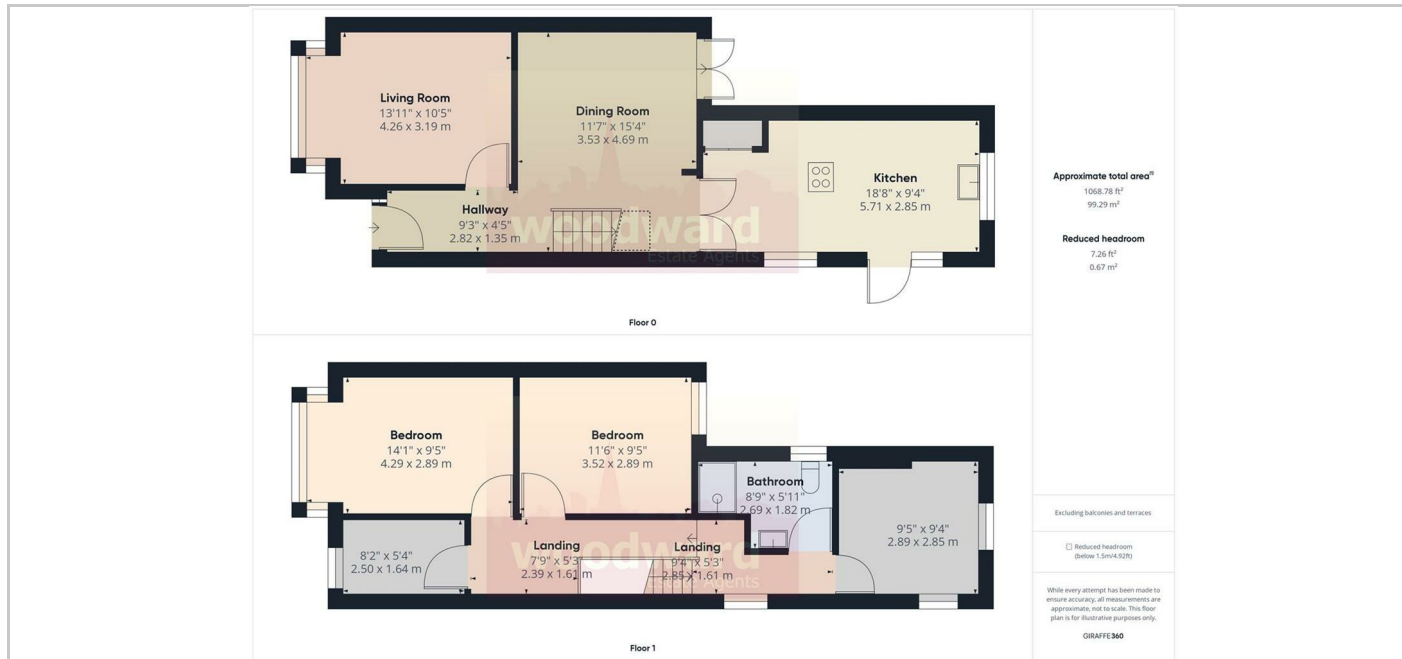 Living Room
13'11" x 10'5"
4.26 x 3.19 m
Dining Room
11'7" x 15'4"
3.53 x 4.69 m
Kitchen
18'8" x 9'4"
5.71 x 2.85 m
Hallway
9'3" x 4'5"
2.82 x 1.35 m
woodward
Estate Agents
Floor 0
Approximate total area⁽¹⁾
1068.78 ft²
99.29 m²
Reduced headroom
7.26 ft²
0.67 m²
Bedroom
14'1" x 9'5"
4.29 x 2.89 m
Bedroom
11'6" x 9'5"
3.52 x 2.89 m
Bathroom
8'9" x 5'11"
2.69 x 1.82 m
9'5" x 9'4"
2.89 x 2.85 m
8'2" x 5'4"
2.50 x 1.64 m
Landing
7'9" x 5'3"
2.39 x 1.61 m
Landing
9'4" x 5'3"
2.85 x 1.61 m
woodward
Estate Agents
Floor 1
Excluding balconies and terraces
Reduced headroom
(below 1.5m/4.92ft)
While every attempt has been made to
ensure accuracy, all measurements are
approximate, not to scale. This floor
plan is for illustrative purposes only.
GIRAFFE360